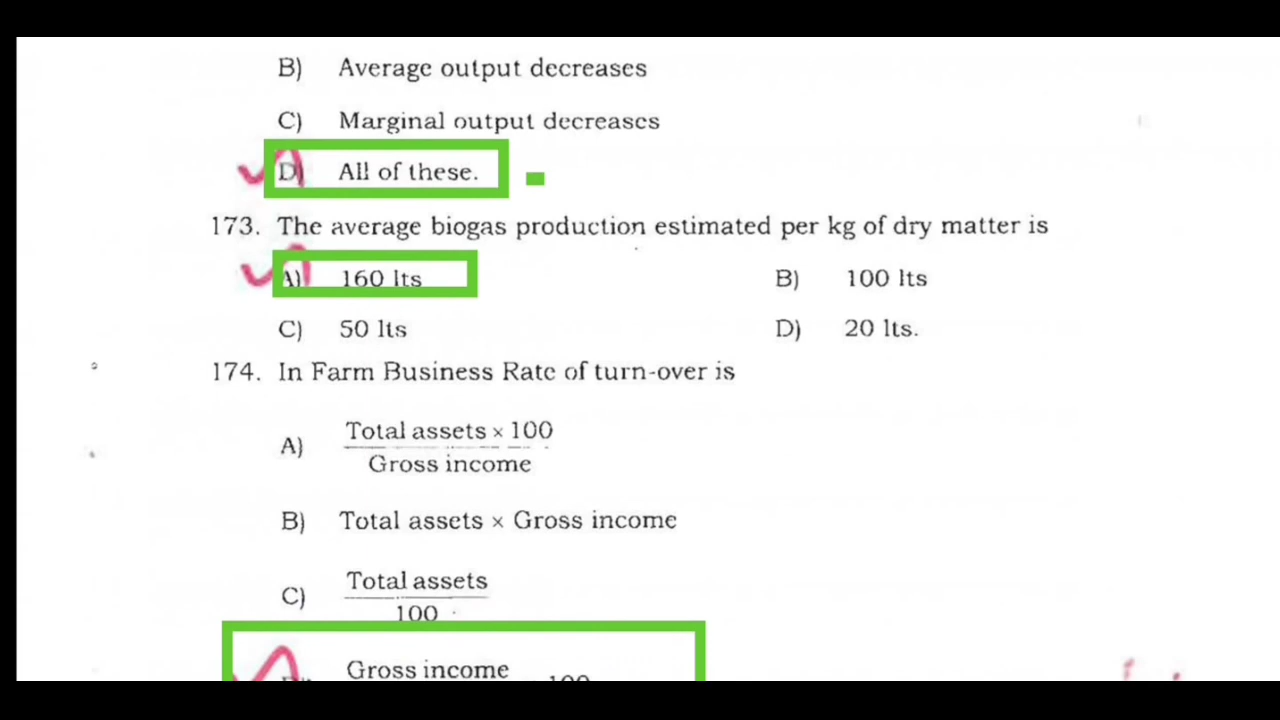 B) Average output decreases
C) Marginal output decreases
D) All of these.
173. The average biogas production estimated per kg of dry matter is
A) 160 lts B) 100 lts
C) 50 lts D) 20 lts.
174. In Farm Business Rate of turn-over is
A) Total assets × 100
Gross income
B) Total assets × Gross income
C) Total assets
100
Gross income
100